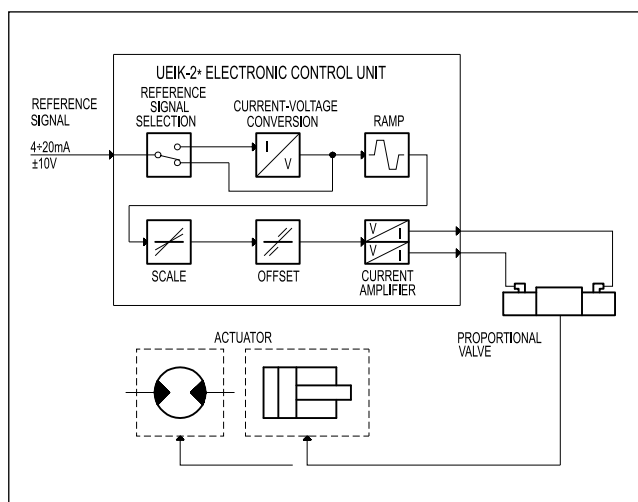 UEIK-2* ELECTRONIC CONTROL UNIT
REFERENCE
SIGNAL
4÷20mA
±10V
REFERENCE
SIGNAL
SELECTION
CURRENT-VOLTAGE
CONVERSION
RAMP
I
V
SCALE
OFFSET
V
I
V
I
CURRENT
AMPLIFIER
PROPORTIONAL
VALVE
ACTUATOR